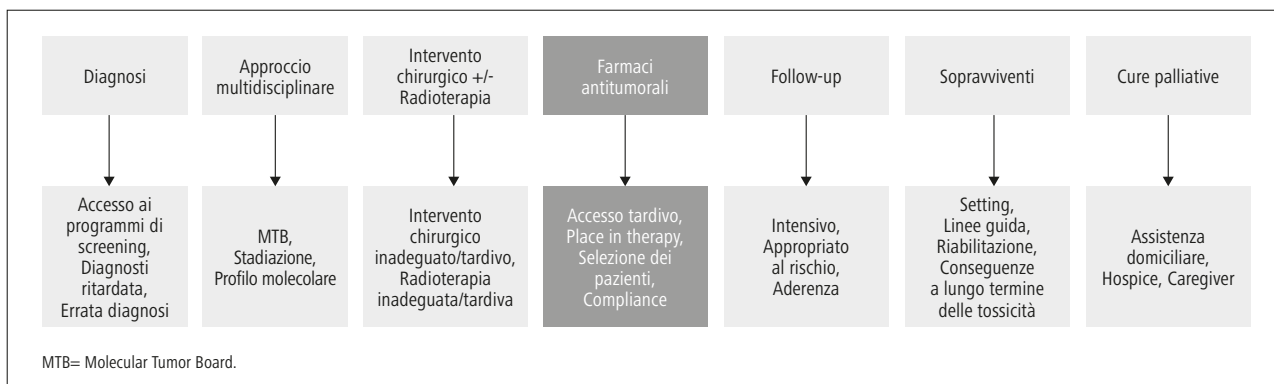 Diagnosi
Approccio
multidisciplinare
Intervento
chirurgico +/-
Radioterapia
Farmaci
antitumorali
Follow-up
Sopravviventi
Cure palliative
Accesso ai
programmi di
screening,
Diagnosti
ritardata,
Errata diagnosi
MTB,
Stadiazione,
Profilo molecolare
Intervento
chirurgico
inadeguato/tardivo,
Radioterapia
inadeguata/tardiva
Accesso tardivo,
Place in therapy,
Selezione dei
pazienti,
Compliance
Intensivo,
Appropriato
al rischio,
Aderenza
Setting,
Linee guida,
Riabilitazione,
Conseguenze
a lungo termine
delle tossicità
Assistenza
domiciliare,
Hospice, Caregiver
MTB= Molecular Tumor Board.